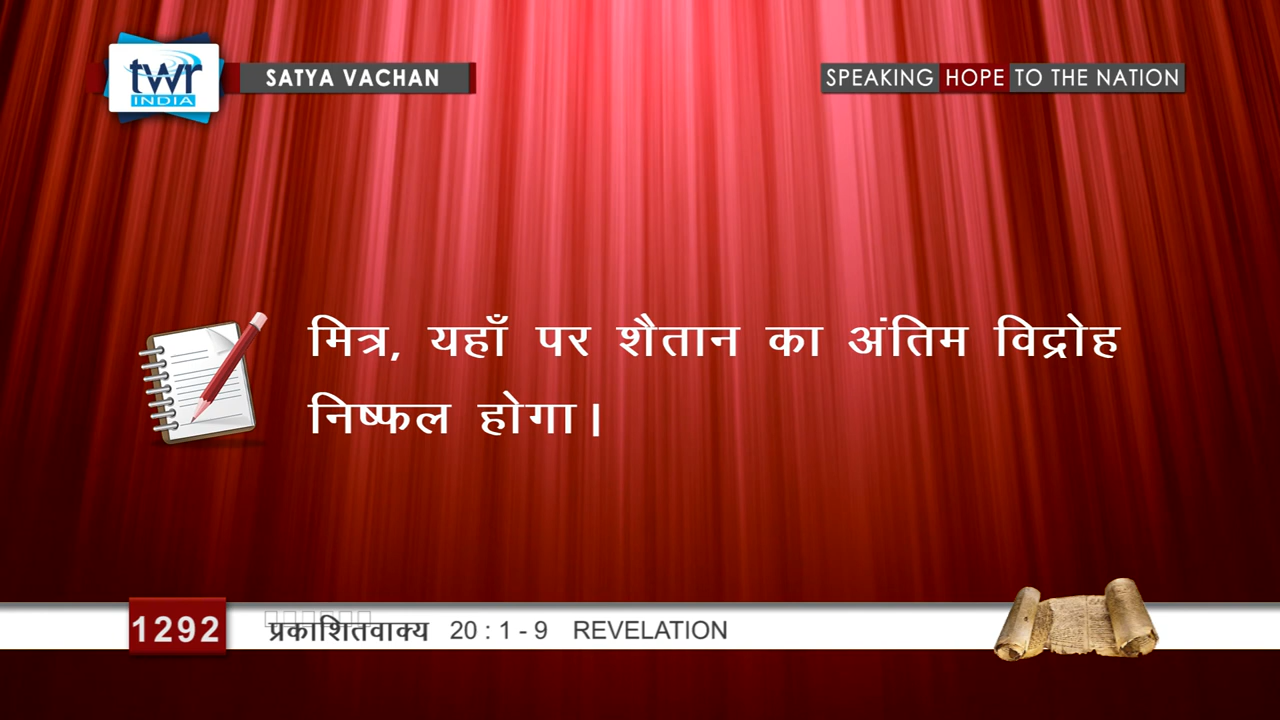 twr
INDIA
SATYA VACHAN
SPEAKING HOPE TO THE NATION
मित्र, यहाँ पर शैतान का अंतिम विद्रोह
निष्फल होगा।
1292
प्रकाशितवाक्य 20 : 1 - 9 REVELATION